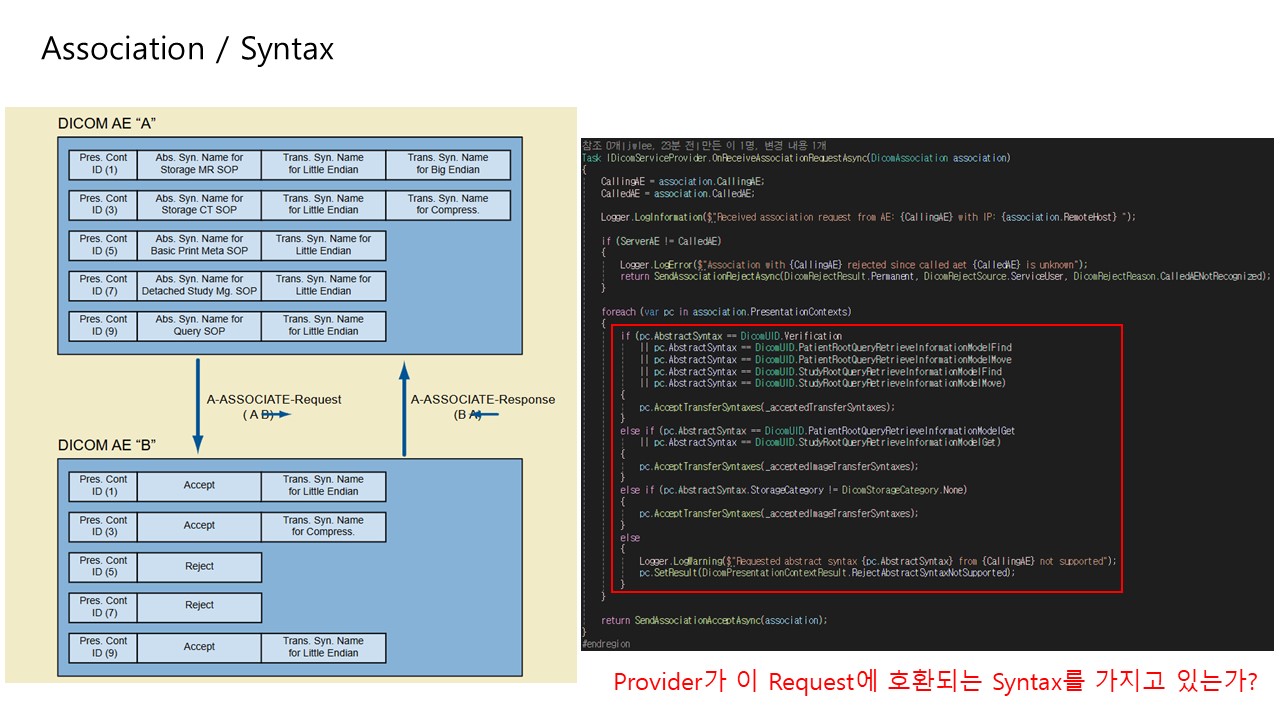 Association / Syntax
DICOM AE “A”
Pres. Cont
ID (1)
Abs. Syn. Name for
Storage MR SOP
Trans. Syn. Name
for Little Endian
Trans. Syn. Name
for Big Endian
Pres. Cont
ID (3)
Abs. Syn. Name for
Storage CT SOP
Trans. Syn. Name
for Little Endian
Trans. Syn. Name
for Compress.
Pres. Cont
ID (5)
Abs. Syn. Name for
Basic Print Meta SOP
Trans. Syn. Name for
Little Endian
Pres. Cont
ID (7)
Abs. Syn. Name for
Detached Study Mg. SOP
Trans. Syn. Name for
Little Endian
Pres. Cont
ID (9)
Abs. Syn. Name for
Query SOP
Trans. Syn. Name
for Little Endian
A-ASSOCIATE-Request
( A B)
A-ASSOCIATE-Response
(B A)
DICOM AE “B”
Pres. Cont
ID (1)
Accept
Trans. Syn. Name
for Little Endian
Pres. Cont
ID (3)
Accept
Trans. Syn. Name
for Compress.
Pres. Cont
ID (5)
Reject
Pres. Cont
ID (7)
Reject
Pres. Cont
ID (9)
Accept
Trans. Syn. Name
for Little Endian
참조 0개|jwlee, 23분 전|만든 이 1명, 변경 내용 1개
Task IDicomServiceProvider.OnReceiveAssociationRequestAsync(DicomAssociation association)
{
CallingAE = association.CallingAE;
CalledAE = association.CalledAE;
Logger.LogInformation($"Received association request from AE: {CallingAE} with IP: {association.RemoteHost} ");
if (ServerAE != CalledAE)
{
Logger.LogError($"Association with {CallingAE} rejected since called aet {CalledAE} is unknown");
return SendAssociationRejectAsync(DicomRejectResult.Permanent, DicomRejectSource.ServiceUser, DicomRejectReason.CalledAENotRecognized);
}
foreach (var pc in association.PresentationContexts)
{
if (pc.AbstractSyntax == DicomUID.Verification
|| pc.AbstractSyntax == DicomUID.PatientRootQueryRetrieveInformationModelFind
|| pc.AbstractSyntax == DicomUID.PatientRootQueryRetrieveInformationModelMove
|| pc.AbstractSyntax == DicomUID.StudyRootQueryRetrieveInformationModelFind
|| pc.AbstractSyntax == DicomUID.StudyRootQueryRetrieveInformationModelMove)
{
pc.AcceptTransferSyntaxes(_acceptedTransferSyntaxes);
}
else if (pc.AbstractSyntax == DicomUID.PatientRootQueryRetrieveInformationModelGet
|| pc.AbstractSyntax == DicomUID.StudyRootQueryRetrieveInformationModelGet)
{
pc.AcceptTransferSyntaxes(_acceptedImageTransferSyntaxes);
}
else if (pc.AbstractSyntax.StorageCategory != DicomStorageCategory.None)
{
pc.AcceptTransferSyntaxes(_acceptedImageTransferSyntaxes);
}
else
{
Logger.LogWarning($"Requested abstract syntax {pc.AbstractSyntax} from {CallingAE} not supported");
pc.SetResult(DicomPresentationContextResult.RejectAbstractSyntaxNotSupported);
}
}
return SendAssociationAcceptAsync(association);
}
#endregion
Provider가 이 Request에 호환되는 Syntax를 가지고 있는가?